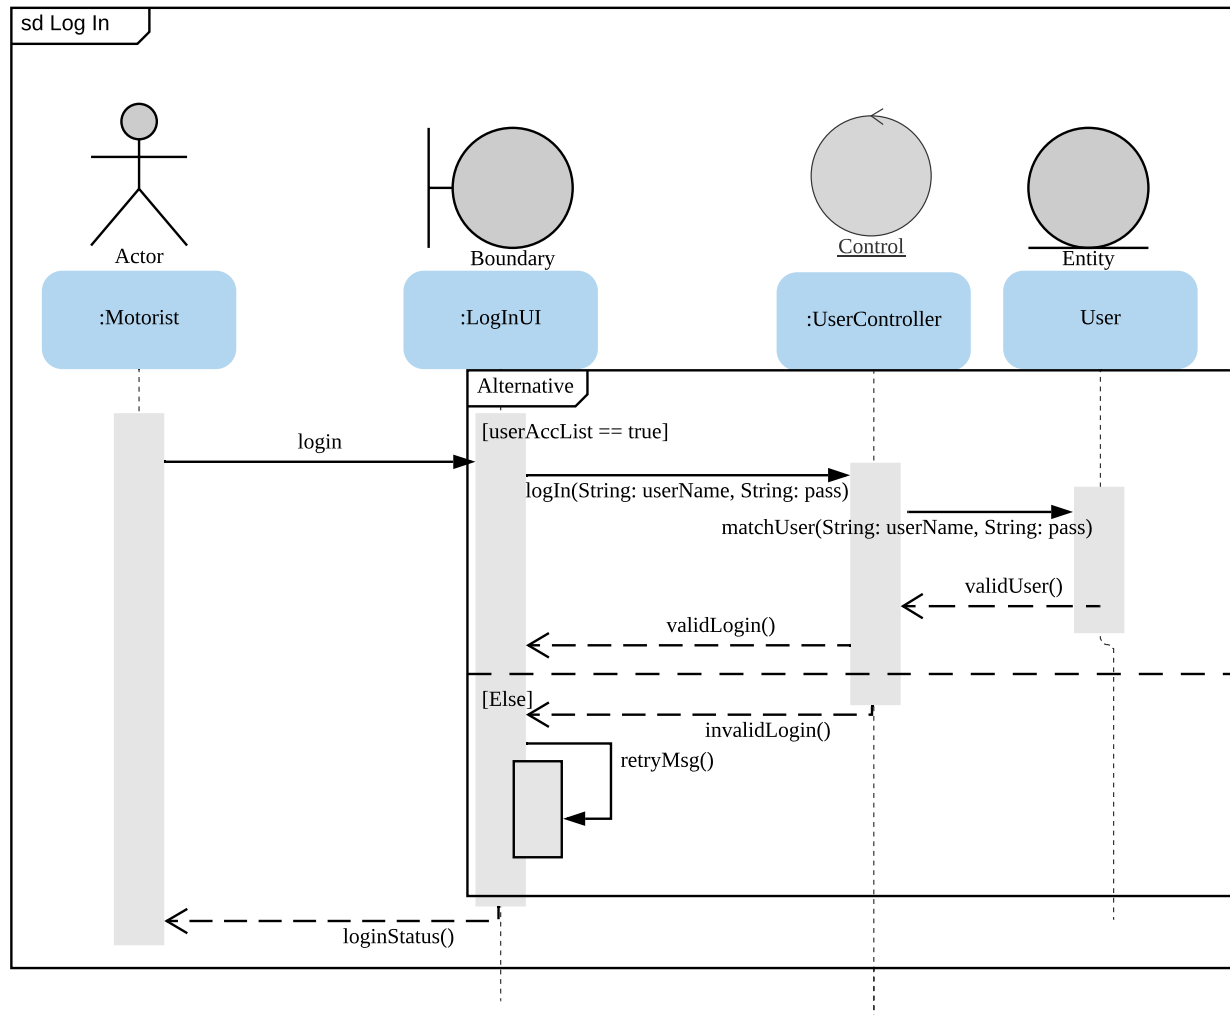 sd Log In
Actor
Boundary
Control
Entity
:Motorist
:LogInUI
:UserController
User
Alternative
[userAccList == true]
login
logIn(String: userName, String: pass)
matchUser(String: userName, String: pass)
validUser()
validLogin()
[Else]
invalidLogin()
retryMsg()
loginStatus()